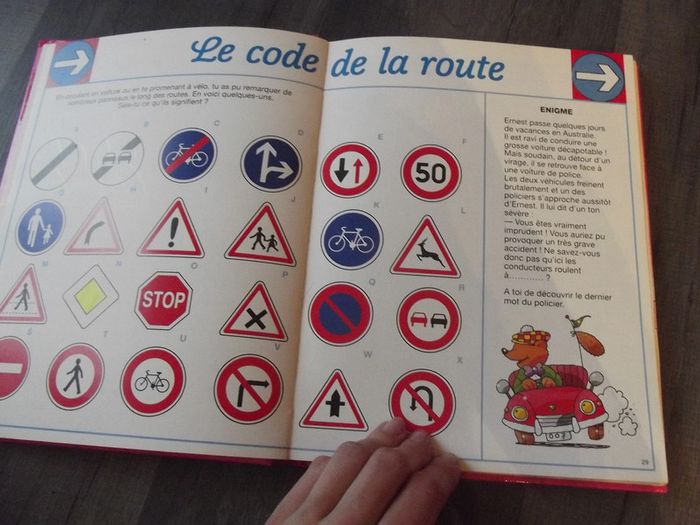 Le code de la route
En circulant en voiture ou en te promenant à vélo, tu as pu remarquer de
nombreux panneaux le long des routes. En voici quelques-uns.
Sais-tu ce qu'ils signifient ?
A B C D E F
G H I J K L
STOP
50
M N O P Q R
S T U V W X
ENIGME
Ernest passe quelques jours
de vacances en Australie.
Il est ravi de conduire une
grosse voiture décapotable !
Mais soudain, au détour d'un
virage, il se retrouve face à
une voiture de police.
Les deux véhicules freinent
brutalement et un des
policiers s'approche aussitôt
d'Ernest. Il lui dit d'un ton
sévère
— Vous êtes vraiment
imprudent ! Vous auriez pu
provoquer un très grave
accident ! Ne savez-vous
donc pas qu'ici les
conducteurs roulent
à............ ?
A toi de découvrir le dernier
mot du policier.
007
29